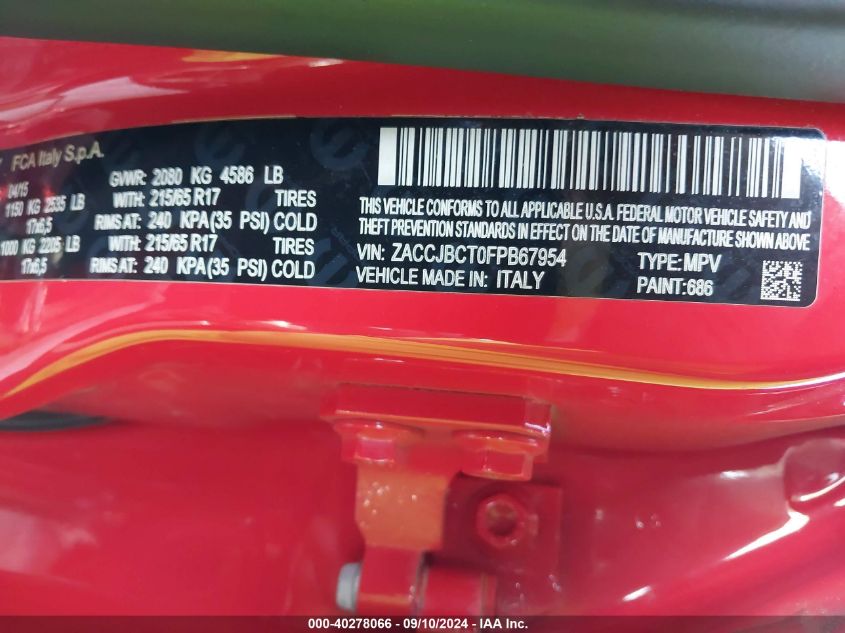 FCA Italy S.p.A.
04/15
GVWR: 2080 KG 4586 LB
1150 KG 2535 LB WITH: 215/65 R17 TIRES
17x6,5 RIMS AT: 240 KPA(35 PSI) COLD
1000 KG 2205 LB WITH: 215/65 R17 TIRES
17x6,5 RIMS AT: 240 KPA(35 PSI) COLD
THIS VEHICLE CONFORMS TO ALL APPLICABLE U.S.A. FEDERAL MOTOR VEHICLE SAFETY AND
THEFT PREVENTION STANDARDS IN EFFECT ON THE DATE OF MANUFACTURE SHOWN ABOVE
VIN: ZACCJBCT0FPB67954 TYPE:MPV
VEHICLE MADE IN: ITALY PAINT:686
000-40278066 - 09/10/2024 - IAA Inc.